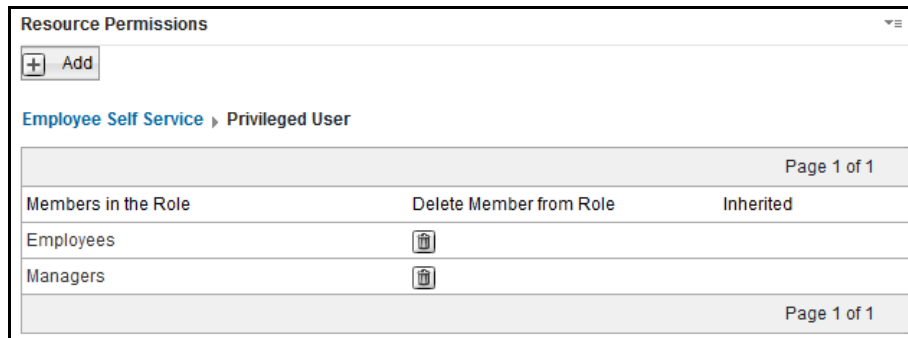 Resource Permissions
Add
Employee Self Service Privileged User
Page 1 of 1
Members in the Role Delete Member from Role Inherited
Employees
Managers
Page 1 of 1